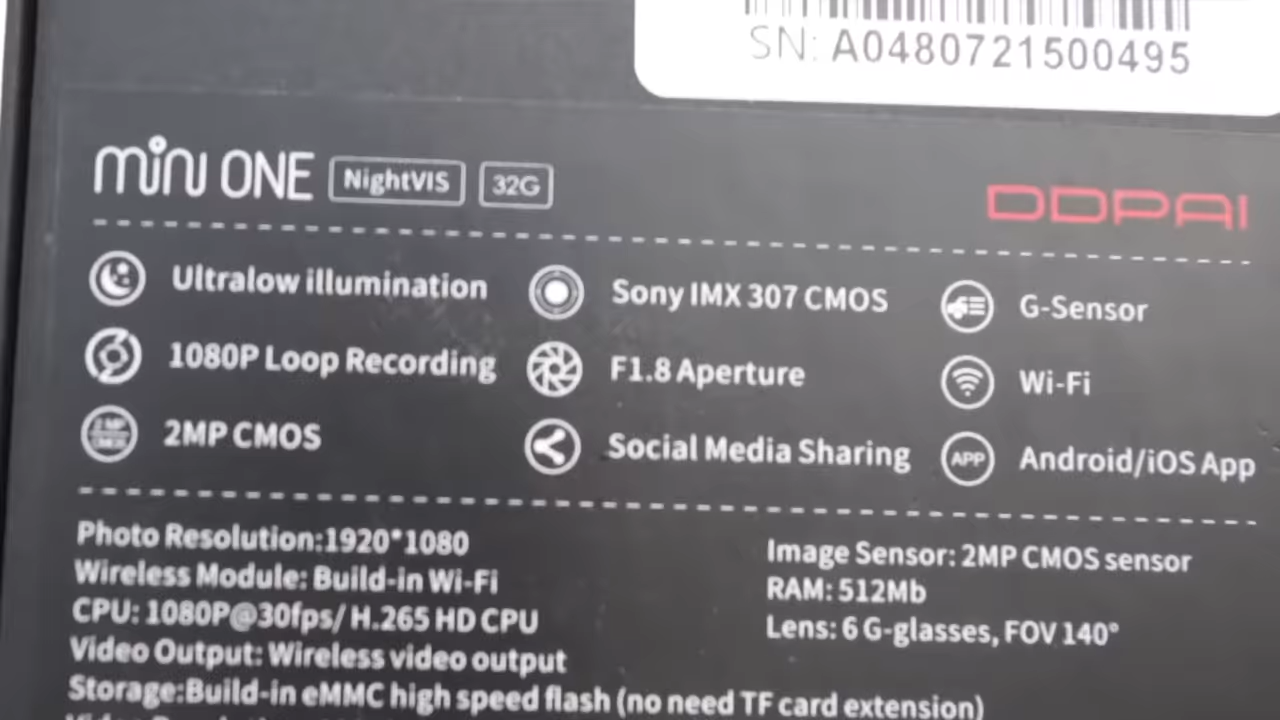 SN: A0480721500495
mini ONE NightVIS 32G
DDPAI
Ultralow illumination
Sony IMX 307 CMOS
G-Sensor
1080P Loop Recording
F1.8 Aperture
Wi-Fi
2MP CMOS
Social Media Sharing
APP
Android/iOS App
Photo Resolution:1920*1080
Wireless Module: Build-in Wi-Fi
CPU: 1080P@30fps/ H.265 HD CPU
Video Output: Wireless video output
Storage:Build-in eMMC high speed flash (no need TF card extension)
Image Sensor: 2MP CMOS sensor
RAM: 512Mb
Lens: 6 G-glasses, FOV 140°